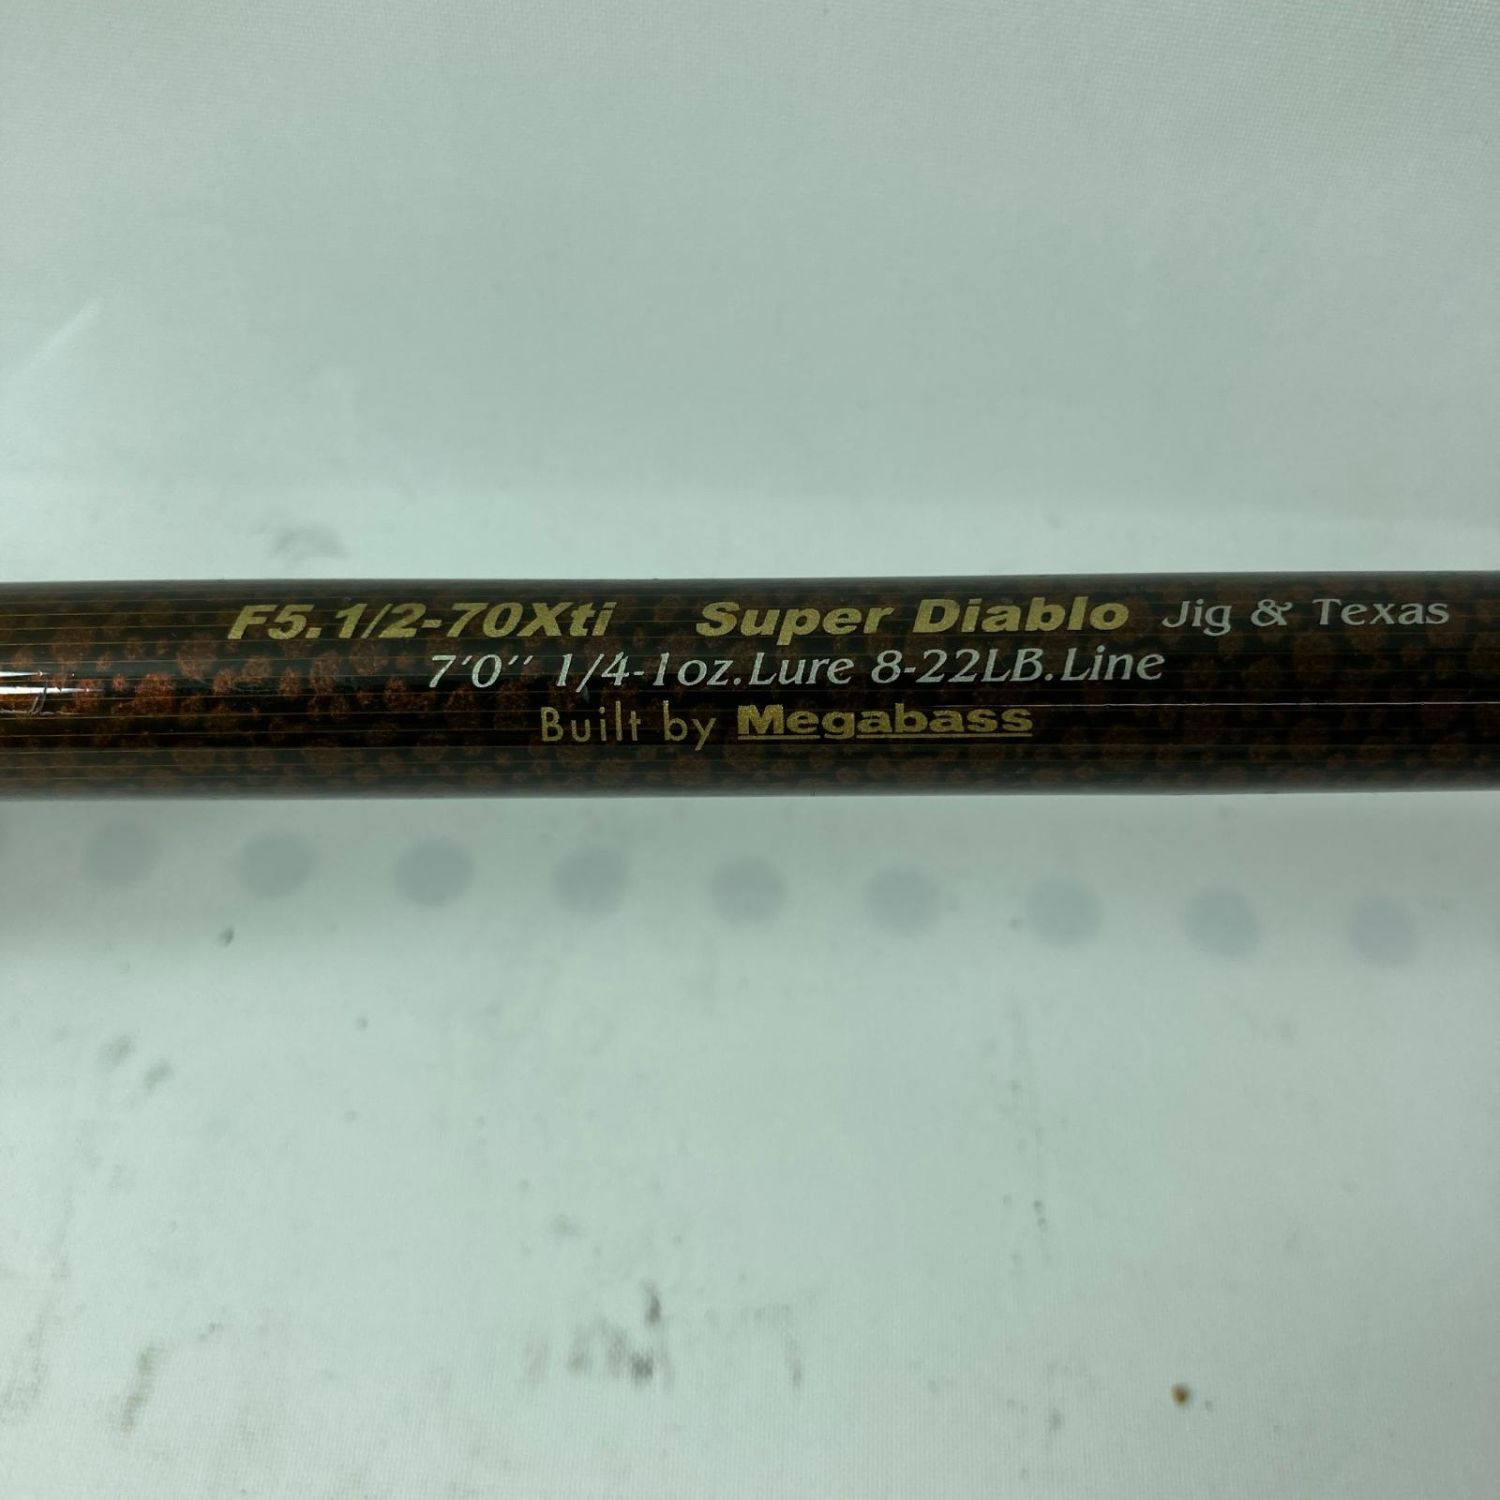 F5.1/2-70Xti Super Diablo Jig & Texas
7'0'' 1/4-1oz.Lure 8-22LB.Line
Built by Megabass